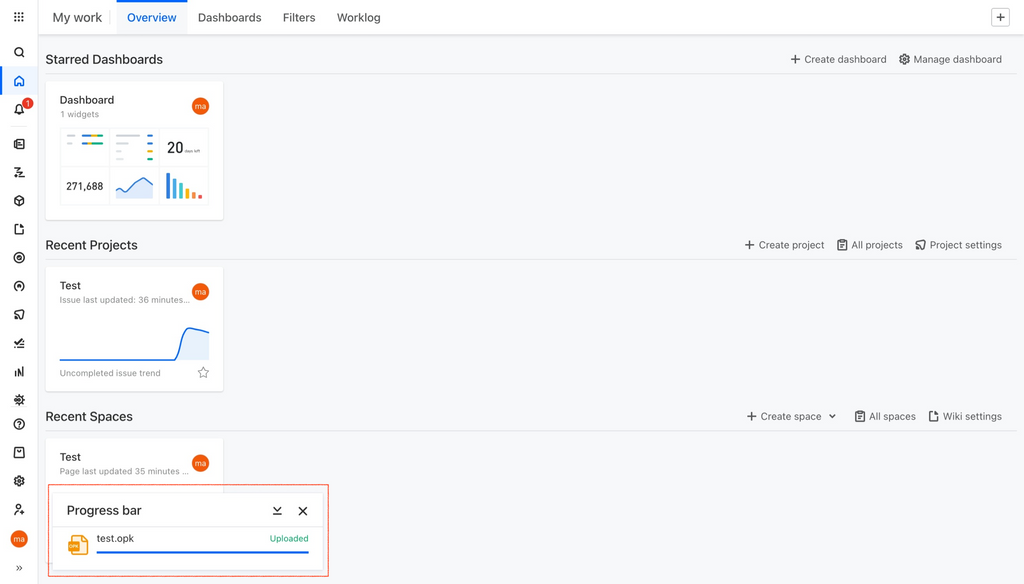 My work
Overview
Dashboards
Filters
Worklog
1
Starred Dashboards
Create dashboard
Manage dashboard
Dashboard
1 widgets
ma
20 days left
271,688
Recent Projects
Create project
All projects
Project settings
Test
Issue last updated: 36 minutes...
ma
Uncompleted issue trend
Recent Spaces
Create space
All spaces
Wiki settings
Test
Page last updated 35 minutes ...
ma
Progress bar
test.opk
Uploaded
OPK
ma